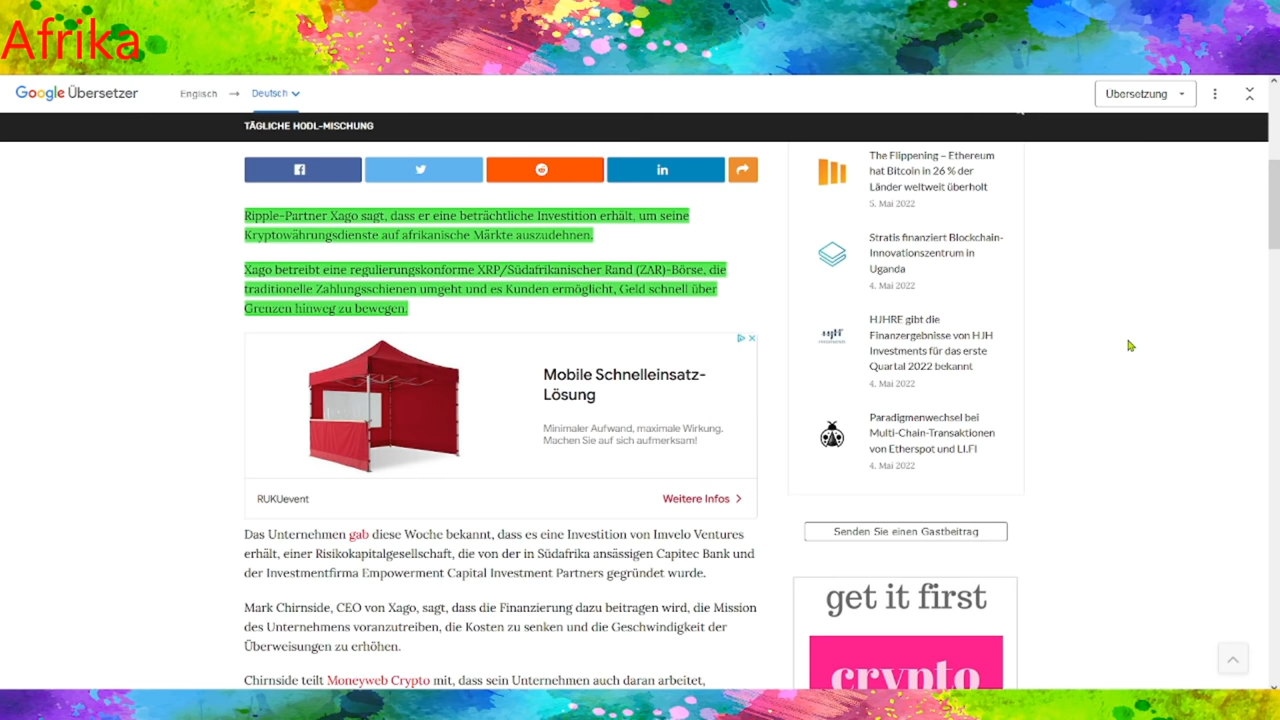 Afrika
Google Übersetzer
Englisch → Deutsch
Übersetzung
TÄGLICHE HODL-MISCHUNG
Ripple-Partner Xago sagt, dass er eine beträchtliche Investition erhält, um seine
Kryptowährungsdienste auf afrikanische Märkte auszudehnen.
Xago betreibt eine regulierungskonforme XRP/Südafrikanischer Rand (ZAR)-Börse, die
traditionelle Zahlungsschienen umgeht und es Kunden ermöglicht, Geld schnell über
Grenzen hinweg zu bewegen.
Mobile Schnelleinsatz-
Lösung
Minimaler Aufwand, maximale Wirkung.
Machen Sie auf sich aufmerksam!
RUKUevent
Weitere Infos
Das Unternehmen gab diese Woche bekannt, dass es eine Investition von Imvelo Ventures
erhält, einer Risikokapitalgesellschaft, die von der in Südafrika ansässigen Capitec Bank und
der Investmentfirma Empowerment Capital Investment Partners gegründet wurde.
Mark Chirnside, CEO von Xago, sagt, dass die Finanzierung dazu beitragen wird, die Mission
des Unternehmens voranzutreiben, die Kosten zu senken und die Geschwindigkeit der
Überweisungen zu erhöhen.
Chirnside teilt Moneyweb Crypto mit, dass sein Unternehmen auch daran arbeitet,
The Flippening – Ethereum
hat Bitcoin in 26 % der
Länder weltweit überholt
5. Mai 2022
Stratis finanziert Blockchain-
Innovationszentrum in
Uganda
4. Mai 2022
HJH
HJHRE gibt die
Finanzergebnisse von HJH
Investments für das erste
Quartal 2022 bekannt
4. Mai 2022
Paradigmenwechsel bei
Multi-Chain-Transaktionen
von Etherspot und LI.FI
4. Mai 2022
Senden Sie einen Gastbeitrag
get it first
crypto